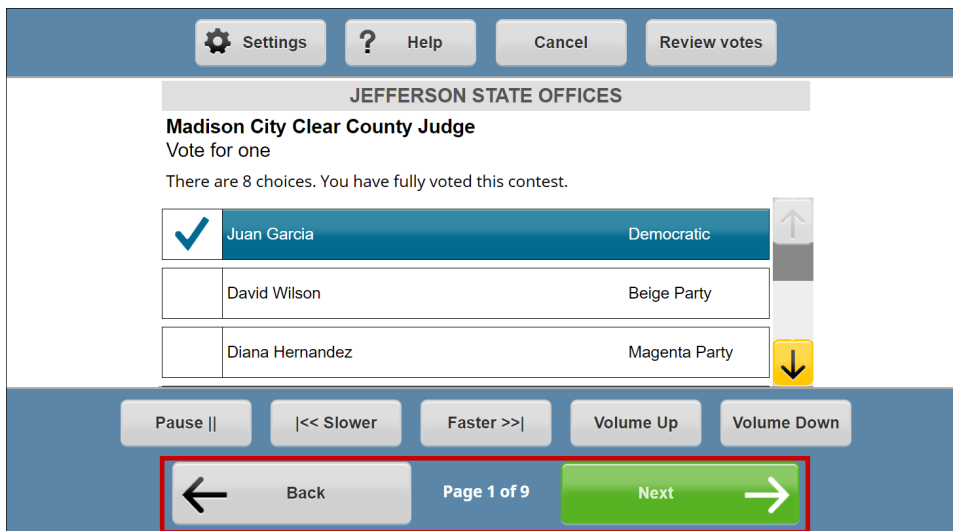 Settings ? Help Cancel Review votes
JEFFERSON STATE OFFICES
Madison City Clear County Judge
Vote for one
There are 8 choices. You have fully voted this contest.
Juan Garcia Democratic
David Wilson Beige Party
Diana Hernandez Magenta Party
Pause || |<< Slower Faster >>| Volume Up Volume Down
Back Page 1 of 9 Next